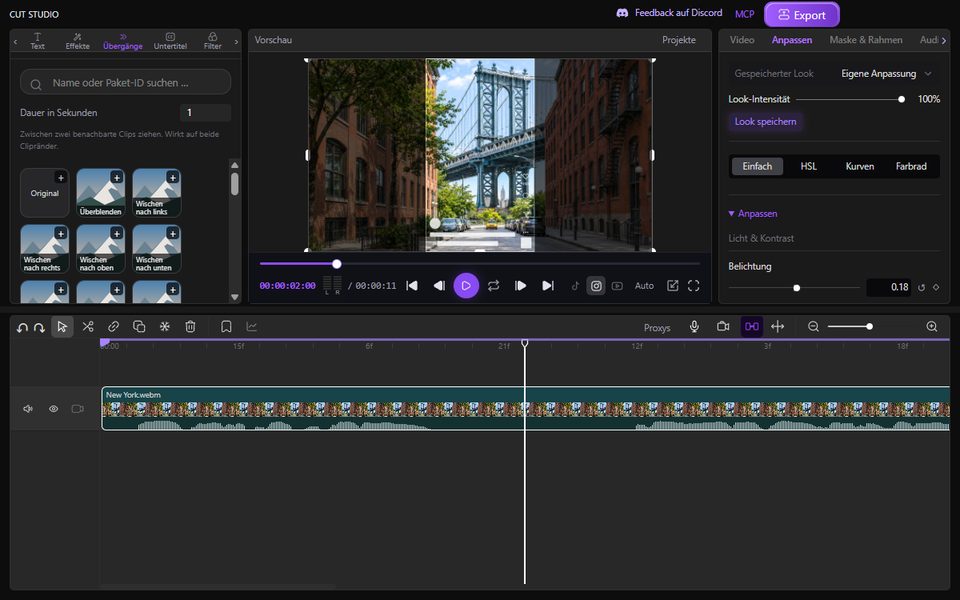 CUT STUDIO
Feedback auf Discord
MCP
Export
Text
Effekte
Übergänge
Untertitel
Filter
Name oder Paket-ID suchen ...
Dauer in Sekunden
1
Zwischen zwei benachbarte Clips ziehen. Wirkt auf beide
Clipränder.
Original
Überblenden
Wischen
nach links
Wischen
nach rechts
Wischen
nach oben
Wischen
nach unten
Vorschau
Projekte
00:00:02:00
L R
/ 00:00:11
Auto
Video
Anpassen
Maske & Rahmen
Gespeicherter Look
Eigene Anpassung
Look-Intensität
100%
Look speichern
Einfach
HSL
Kurven
Farbrad
Anpassen
Licht & Kontrast
Belichtung
0.18
Proxys
15f
6f
21f
12f
3f
18f
New York.webm